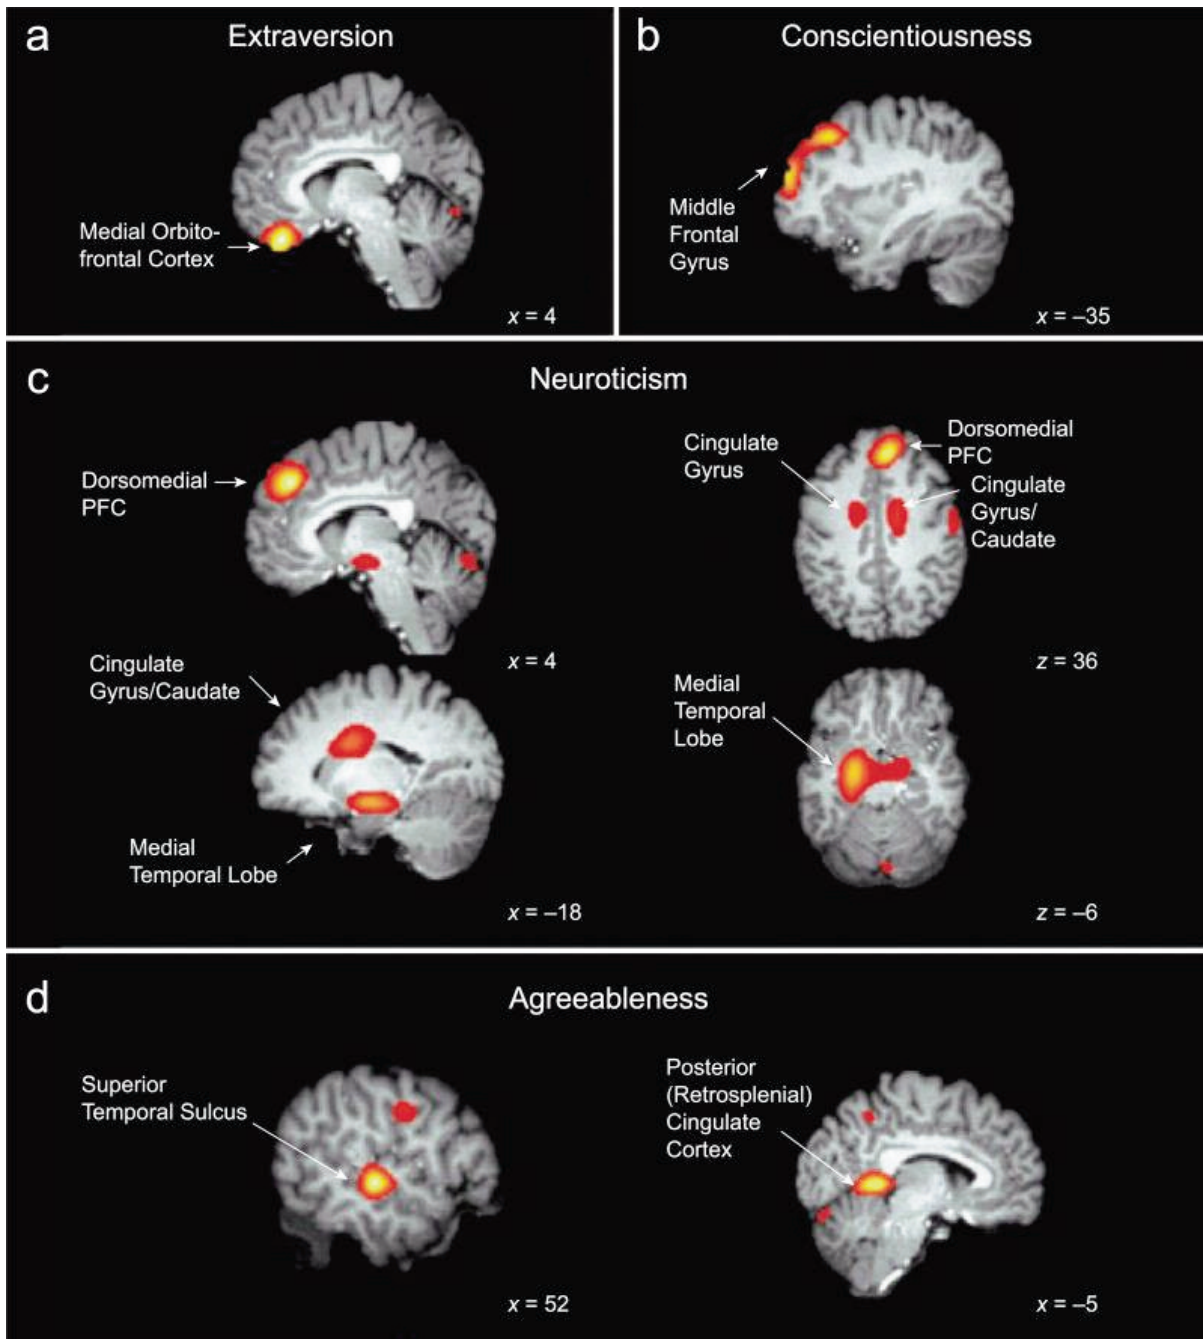 a
Extraversion
Medial Orbito-
frontal Cortex
x = 4
b
Conscientiousness
Middle
Frontal
Gyrus
x = –35
c
Neuroticism
Dorsomedial
PFC
x = 4
Cingulate
Gyrus
Dorsomedial
PFC
Cingulate
Gyrus/
Caudate
z = 36
Cingulate
Gyrus/Caudate
Medial
Temporal Lobe
x = –18
Medial
Temporal
Lobe
z = –6
d
Agreeableness
Superior
Temporal Sulcus
x = 52
Posterior
(Retrosplenial)
Cingulate
Cortex
x = –5